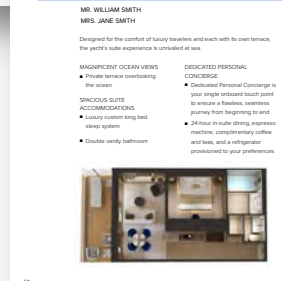 MR. WILLIAM SMITH
MRS. JANE SMITH
Designed for the comfort of luxury travelers and each with its own terrace,
the yacht's suite experience is unrivaled at sea.
MAGNIFICENT OCEAN VIEWS
■ Private terrace overlooking
the ocean
SPACIOUS SUITE
ACCOMMODATIONS
■ Luxury custom king bed
sleep system
■ Double vanity bathroom
DEDICATED PERSONAL
CONCIERGE
■ Dedicated Personal Concierge is
your single onboard touch point
to ensure a flawless, seamless
journey from beginning to end
■ 24-hour in-suite dining, espresso
machine, complimentary coffee
and teas, and a refrigerator
provisioned to your preferences